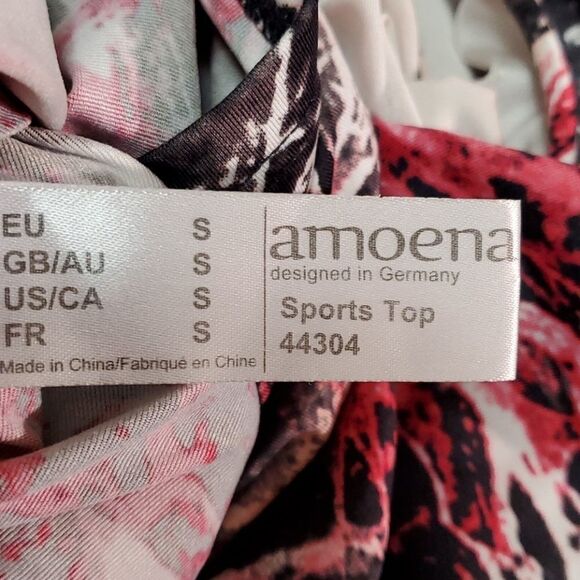 EU S
GB/AU S
US/CA S
FR S
Made in China/Fabriqué en Chine
amoena
designed in Germany
Sports Top
44304